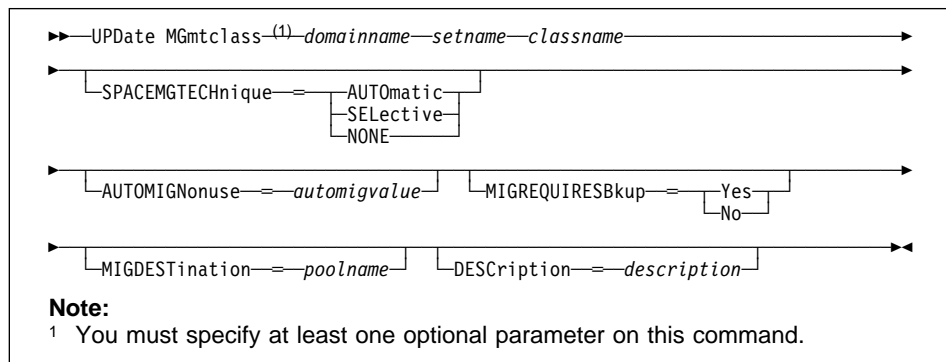 UPDate MGmtclass (1) domainname setname classname
SPACEMGTECHnique = AUTOmatic
SELective
NONE
AUTOMIGNonuse = automigvalue MIGREQUIRESBkup = Yes
No
MIGDESTination = poolname DESCription = description
Note:
1 You must specify at least one optional parameter on this command.